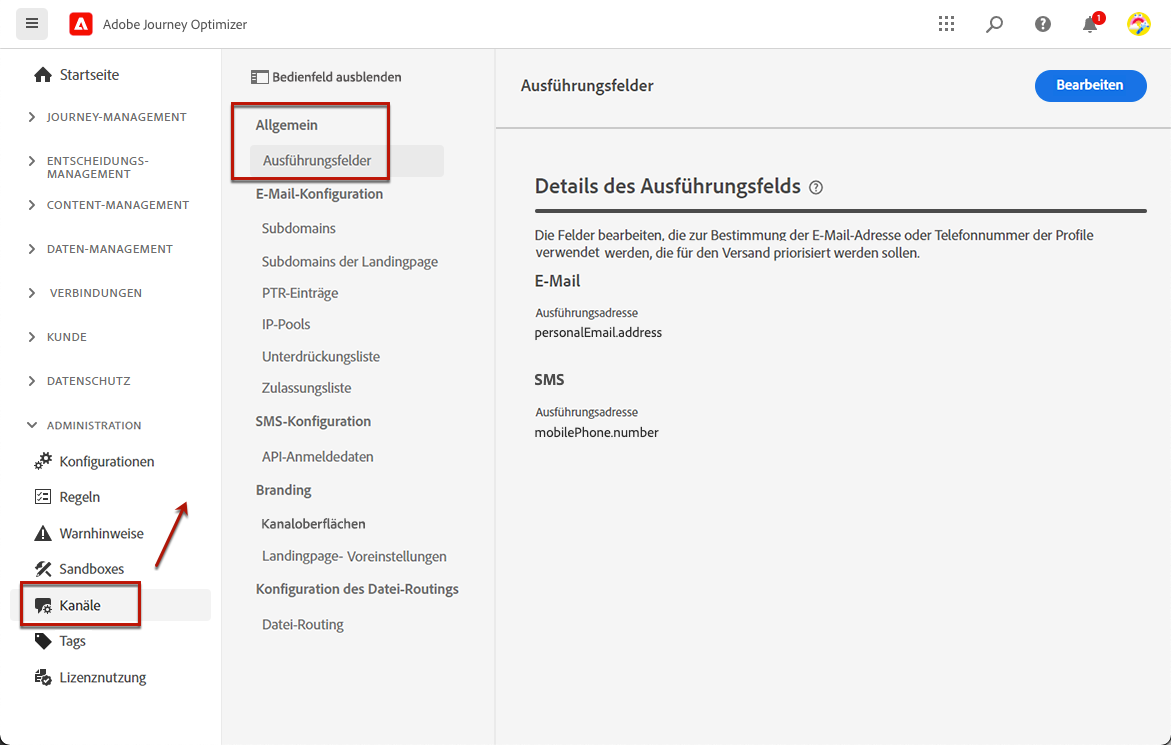 Adobe Journey Optimizer
1
Startseite
JOURNEY-MANAGEMENT
ENTSCHEIDUNGS-
MANAGEMENT
CONTENT-MANAGEMENT
DATEN-MANAGEMENT
VERBINDUNGEN
KUNDE
DATENSCHUTZ
ADMINISTRATION
Konfigurationen
Regeln
Warnhinweise
Sandboxes
Kanäle
Tags
Lizenznutzung
Bedienfeld ausblenden
Allgemein
Ausführungsfelder
E-Mail-Konfiguration
Subdomains
Subdomains der Landingpage
PTR-Einträge
IP-Pools
Unterdrückungsliste
Zulassungsliste
SMS-Konfiguration
API-Anmeldedaten
Branding
Kanaloberflächen
Landingpage- Voreinstellungen
Konfiguration des Datei-Routings
Datei-Routing
Ausführungsfelder
Bearbeiten
Details des Ausführungsfelds
Die Felder bearbeiten, die zur Bestimmung der E-Mail-Adresse oder Telefonnummer der Profile
verwendet werden, die für den Versand priorisiert werden sollen.
E-Mail
Ausführungsadresse
personalEmail.address
SMS
Ausführungsadresse
mobilePhone.number